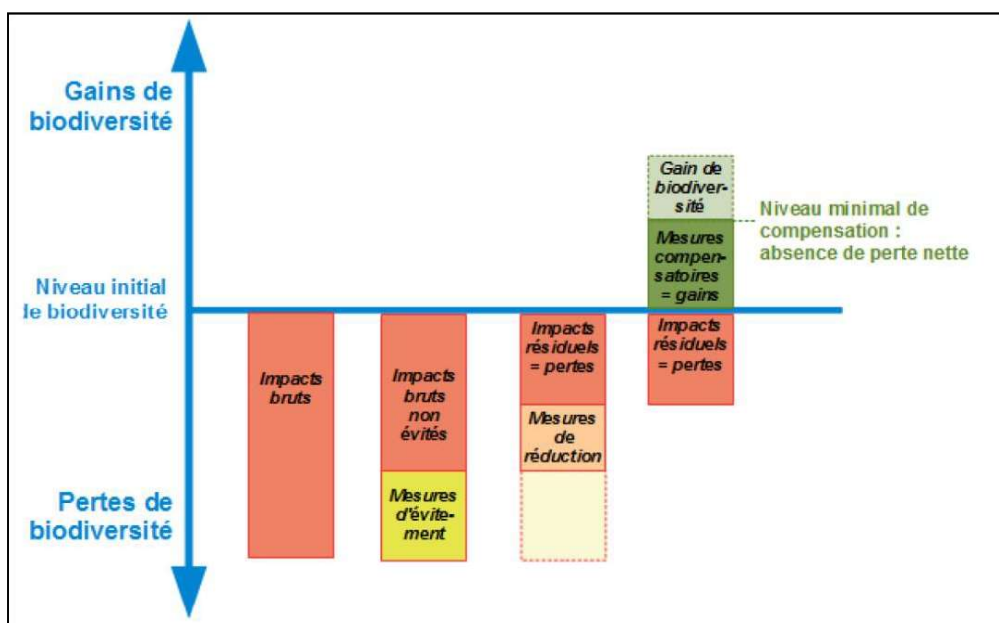 Gains de
biodiversité
Gain de
biodiver-
sité
Niveau minimal de
compensation :
absence de perte nette
Mesures
compen-
satoires
= gains
Niveau initial
de biodiversité
Impacts
bruts
Impacts
bruts
non
évités
Mesures
d'évite-
ment
Impacts
résiduels
= pertes
Mesures
de
réduction
Impacts
résiduels
= pertes
Pertes de
biodiversité